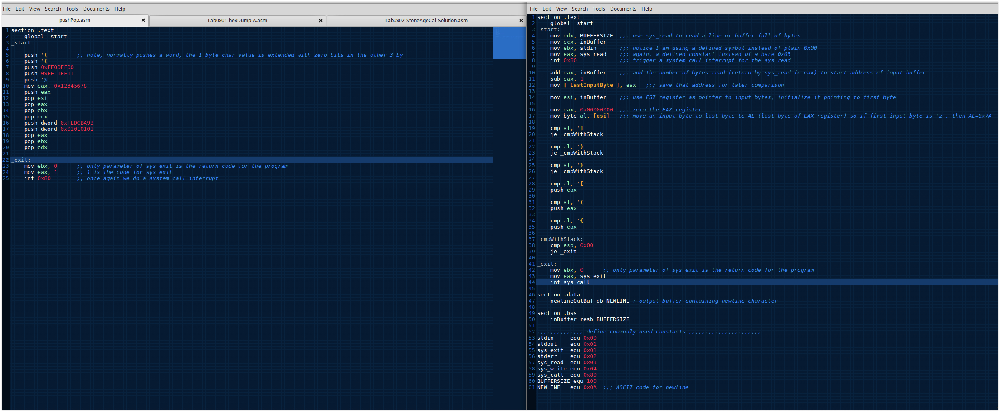 File Edit View Search Tools Documents Help
pushPop.asm × Lab0x01-hexDump-A.asm × Lab0x02-StoneAgeCal_Solution.asm ×
1 section .text
2     global _start
3 _start:
4
5     push '('        ;; note, normally pushes a word, the 1 byte char value is extended with zero bits in the other 3 by
6     push '{'
7     push 0xFF00FF00
8     push 0xEE11EE11
9     push '@'
10     mov eax, 0x12345678
11     push eax
12     pop esi
13     pop eax
14     pop ebx
15     pop ecx
16     push dword 0xFEDCBA98
17     push dword 0x01010101
18     pop eax
19     pop ebx
20     pop edx
21
22 _exit:
23     mov ebx, 0      ;; only parameter of sys_exit is the return code for the program
24     mov eax, 1      ;; 1 is the code for sys_exit
25     int 0x80        ;; once again we do a system call interrupt
File Edit View Search Tools Documents Help
1 section .text
2     global _start
3 _start:
4     mov edx, BUFFERSIZE  ;;; use sys_read to read a line or buffer full of bytes
5     mov ecx, inBuffer
6     mov ebx, stdin       ;;; notice I am using a defined symbol instead of plain 0x00
7     mov eax, sys_read    ;;; again, a defined constant instead of a bare 0x03
8     int 0x80             ;;; trigger a system call interrupt for the sys_read
9
10     add eax, inBuffer    ;;; add the number of bytes read (return by sys_read in eax) to start address of input buffer
11     sub eax, 1
12     mov [ LastInputByte ], eax   ;;; save that address for later comparison
13
14     mov esi, inBuffer    ;;; use ESI register as pointer to input bytes, initialize it pointing to first byte
15
16     mov eax, 0x00000000  ;;; zero the EAX register
17     mov byte al, [esi]   ;;; move an input byte to last byte to AL (last byte of EAX register) so if first input byte is 'z', then AL=0x7A
18
19     cmp al, ']'
20     je _cmpWithStack
21
22     cmp al, ')'
23     je _cmpWithStack
24
25     cmp al, '}'
26     je _cmpWithStack
27
28     cmp al, '['
29     push eax
30
31     cmp al, '('
32     push eax
33
34     cmp al, '{'
35     push eax
36
37 _cmpWithStack:
38     cmp esp, 0x00
39     je _exit
40
41 _exit:
42     mov ebx, 0      ;; only parameter of sys_exit is the return code for the program
43     mov eax, sys_exit
44     int sys_call
45
46 section .data
47     newlineOutBuf db NEWLINE ; output buffer containing newline character
48
49 section .bss
50     inBuffer resb BUFFERSIZE
51
52 ;;;;;;;;;;;;;; define commonly used constants ;;;;;;;;;;;;;;;;;;;;;;
53 stdin     equ 0x00
54 stdout    equ 0x01
55 sys_exit  equ 0x01
56 stderr    equ 0x02
57 sys_read  equ 0x03
58 sys_write equ 0x04
59 sys_call  equ 0x80
60 BUFFERSIZE equ 100
61 NEWLINE   equ 0x0A  ;;; ASCII code for newline